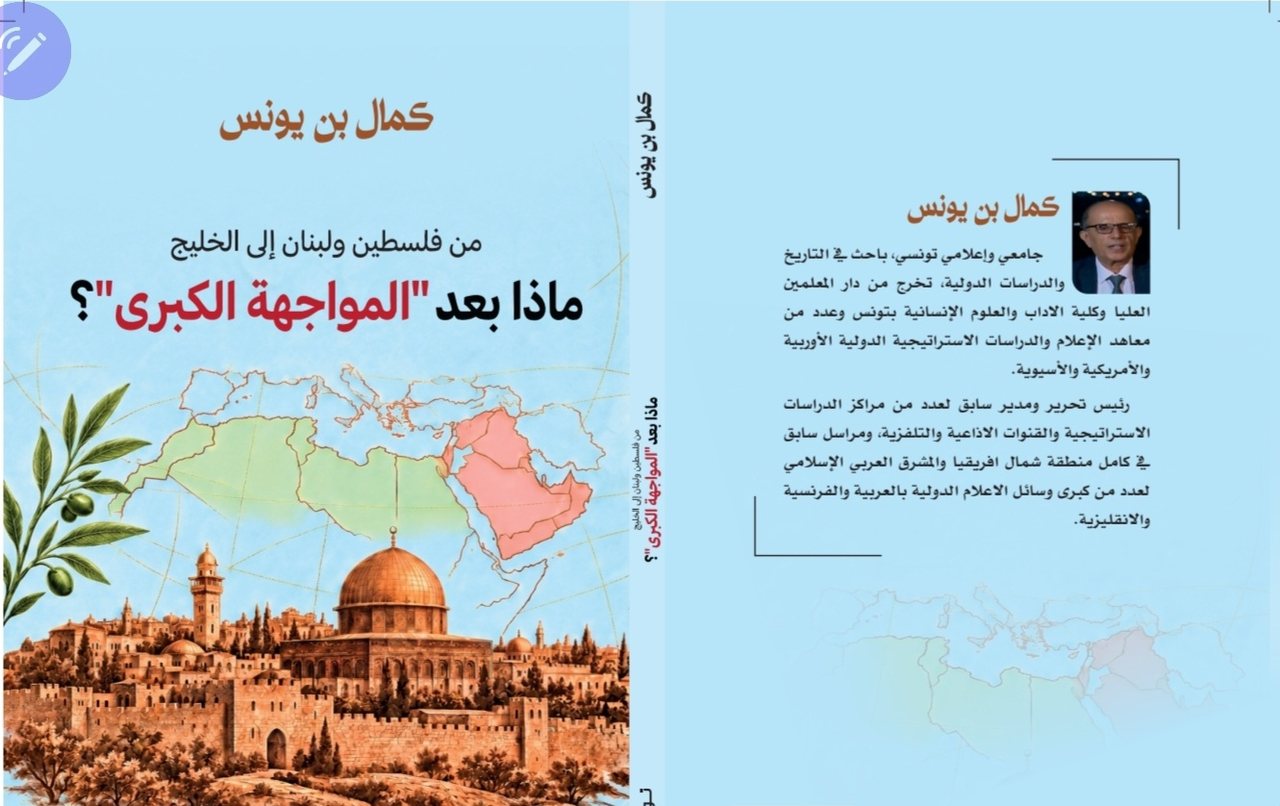 كمال بن يونس
من فلسطين ولبنان إلى الخليج
ماذا بعد "المواجهة الكبرى"؟
كمال بن يونس
ماذا بعد "المواجهة الكبرى"؟
من فلسطين ولبنان إلى الخليج
كمال بن يونس
جامعي وإعلامي تونسي، باحث في التاريخ
والدراسات الدولية، تخرج من دار المعلمين
العليا وكلية الاداب والعلوم الإنسانية بتونس وعدد من
معاهد الإعلام والدراسات الاستراتيجية الدولية الأوربية
والأمريكية والأسيوية.
رئيس تحرير ومدير سابق لعدد من مراكز الدراسات
الاستراتيجية والقنوات الاذاعية والتلفزية، ومراسل سابق
في كامل منطقة شمال افريقيا والمشرق العربي الإسلامي
لعدد من كبرى وسائل الاعلام الدولية بالعربية والفرنسية
والانقليزية.